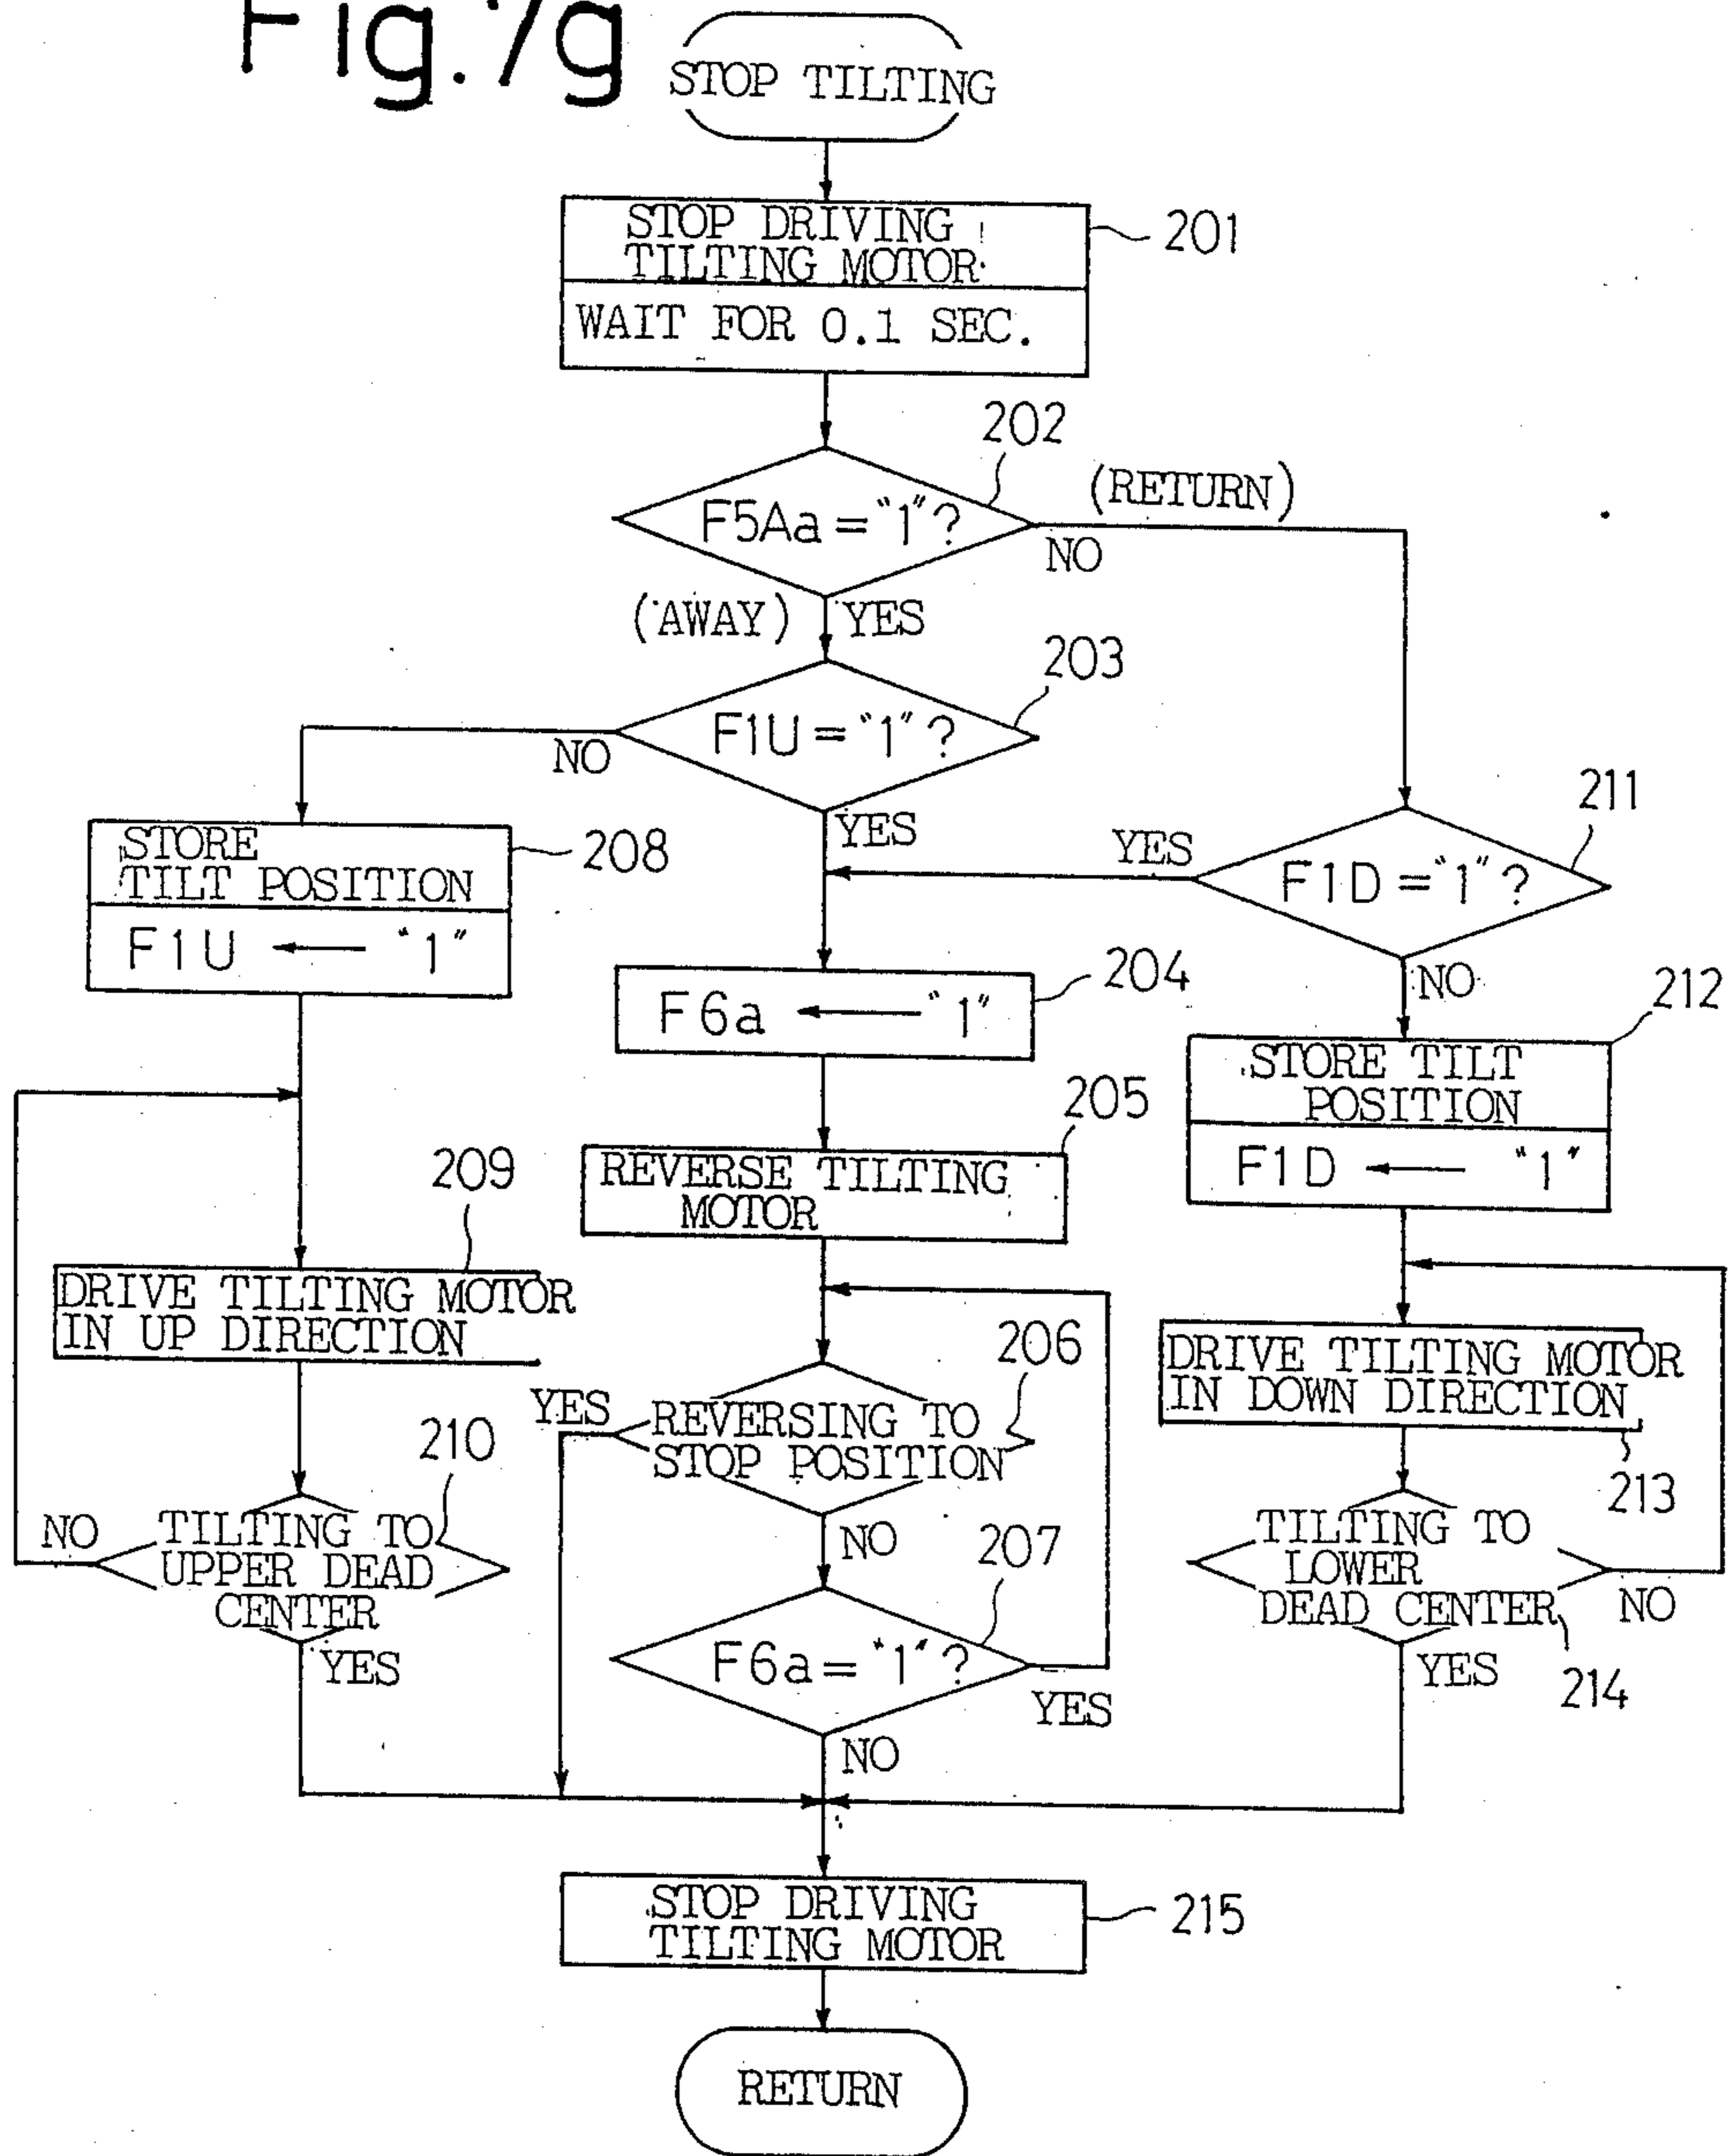 Fig.7g
STOP TILTING
STOP DRIVING
TILTING MOTOR
201
WAIT FOR 0.1 SEC.
202
F5Aa = "1"?
(RETURN)
NO
(AWAY)
YES
203
F1U = "1"?
NO
YES
211
F1D = "1"?
YES
NO
STORE
TILT POSITION
208
F1U ← "1"
204
F6a ← "1"
212
STORE TILT
POSITION
F1D ← "1"
205
REVERSE TILTING
MOTOR
209
DRIVE TILTING MOTOR
IN UP DIRECTION
206
YES
REVERSING TO
STOP POSITION
NO
DRIVE TILTING MOTOR
IN DOWN DIRECTION
213
210
NO
TILTING TO
UPPER DEAD
CENTER
YES
207
F6a = "1"?
YES
NO
TILTING TO
LOWER
DEAD CENTER
NO
YES
214
STOP DRIVING
TILTING MOTOR
215
RETURN